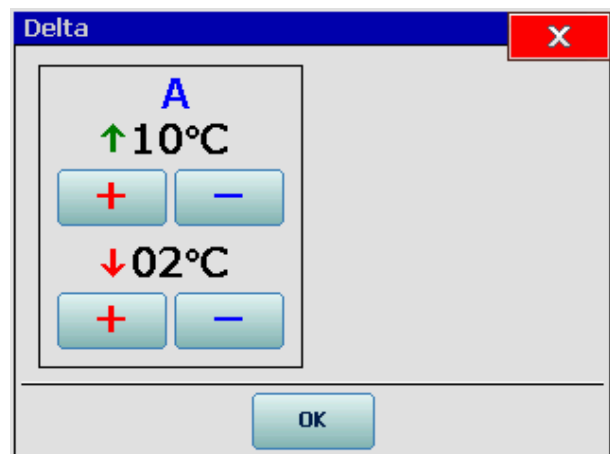 Delta
X
A
↑10°C
+ −
↓02°C
+ −
OK